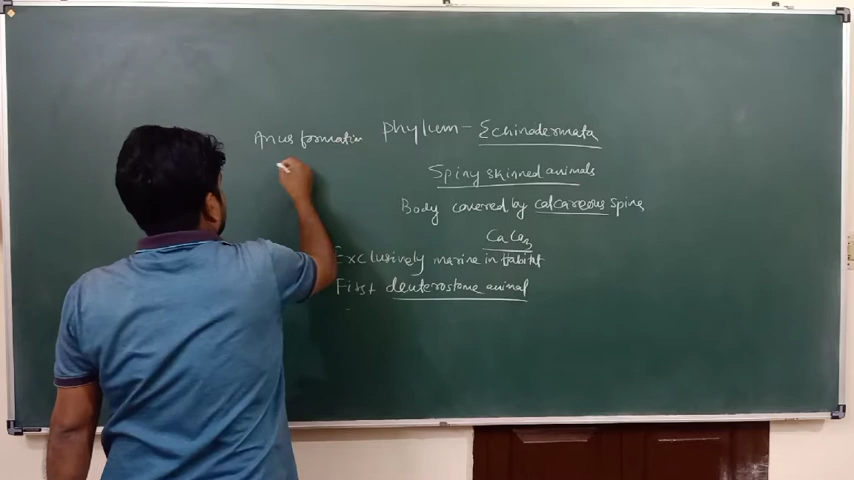 Anus formation
Phylum - Echinodermata
Spiny skinned animals
Body covered by calcareous Spines
CaCo3
Exclusively marine in Habitat
First deuterostome animal